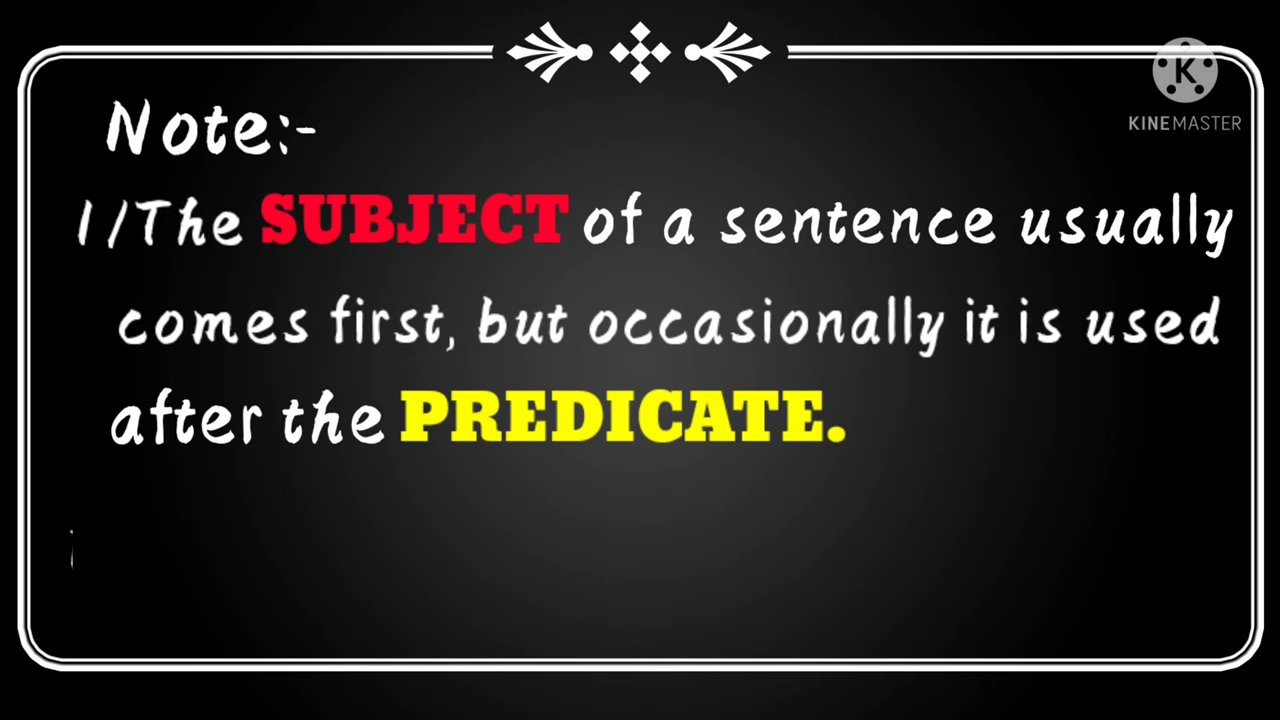 KINEMASTER
Note:-
1/The SUBJECT of a sentence usually
comes first, but occasionally it is used
after the PREDICATE.